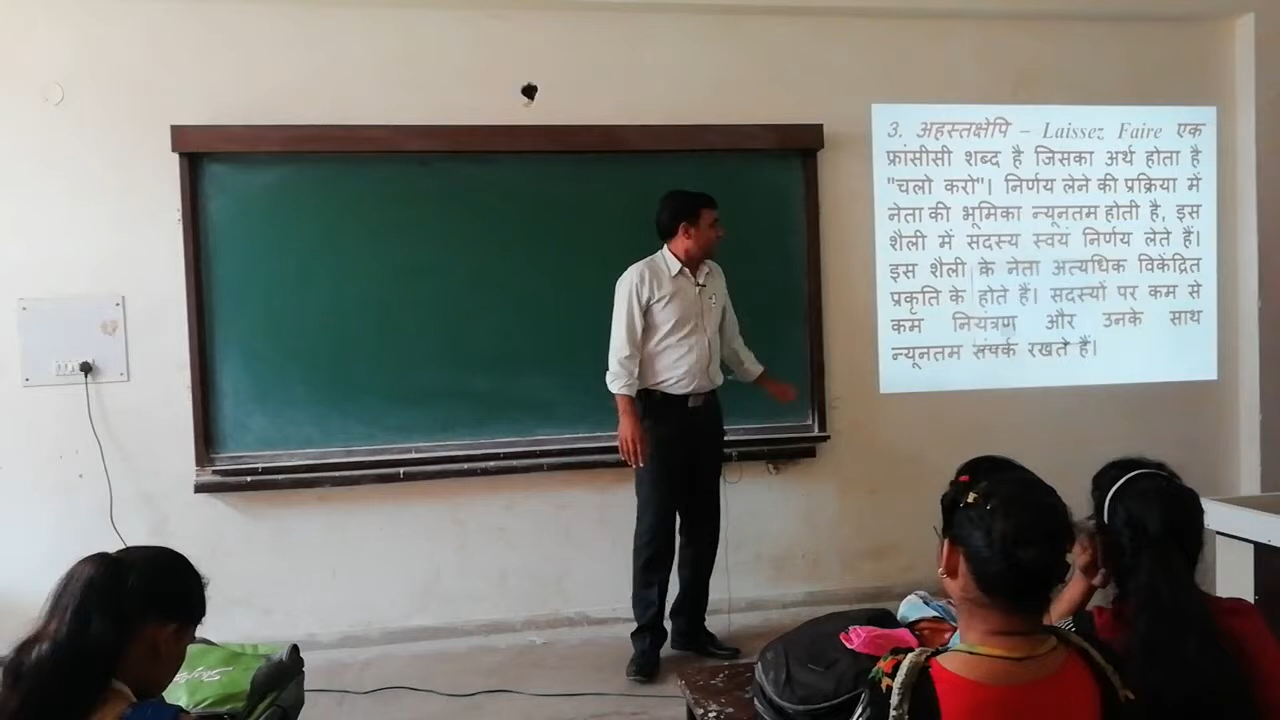 3. अहस्तक्षेपि – Laissez Faire एक
फ्रांसीसी शब्द है जिसका अर्थ होता है
"चलो करो"। निर्णय लेने की प्रक्रिया में
नेता की भूमिका न्यूनतम होती है, इस
शैली में सदस्य स्वयं निर्णय लेते हैं।
इस शैली के नेता अत्यधिक विकेंद्रित
प्रकृति के होते हैं। सदस्यों पर कम से
कम नियंत्रण और उनके साथ
न्यूनतम संपर्क रखते हैं।